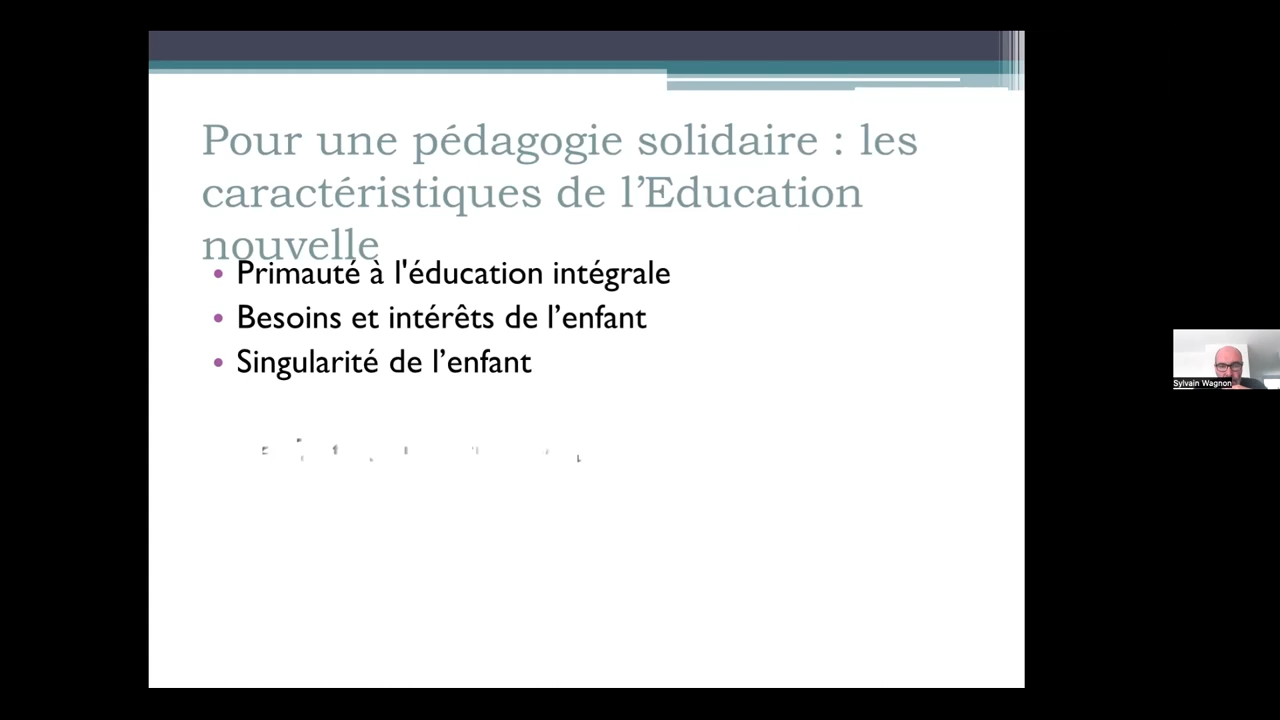 Pour une pédagogie solidaire : les
caractéristiques de l’Education
nouvelle
• Primauté à l'éducation intégrale
• Besoins et intérêts de l’enfant
• Singularité de l’enfant
Sylvain Wagnon